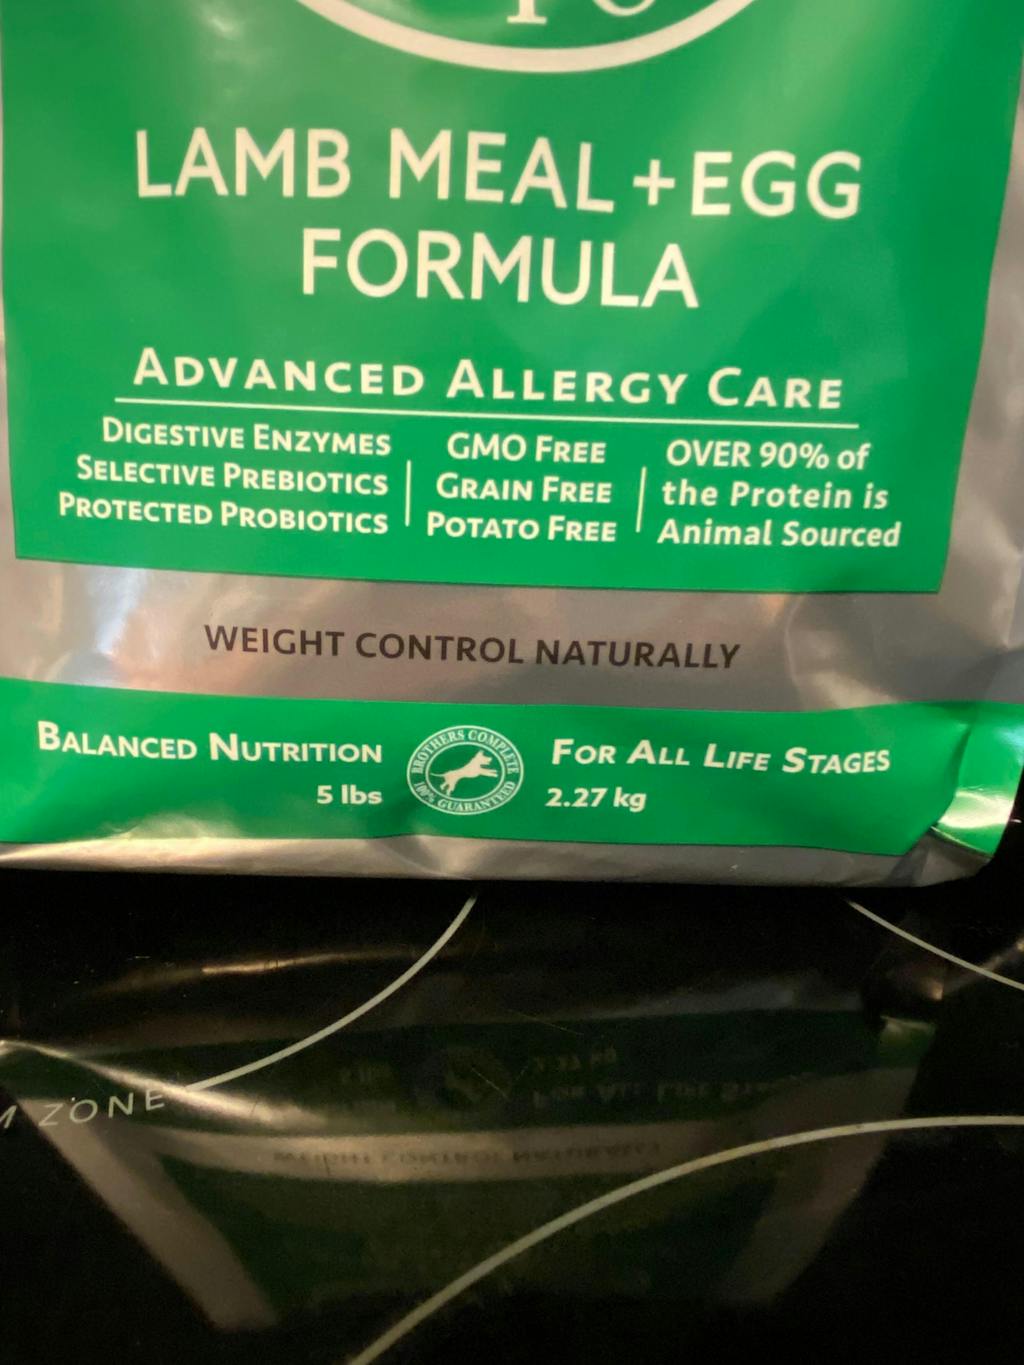 LAMB MEAL + EGG
FORMULA
ADVANCED ALLERGY CARE
DIGESTIVE ENZYMES
SELECTIVE PREBIOTICS
PROTECTED PROBIOTICS
GMO FREE
GRAIN FREE
POTATO FREE
OVER 90% of
the Protein is
Animal Sourced
WEIGHT CONTROL NATURALLY
BALANCED NUTRITION
5 lbs
BROTHERS COMPLETE
100% GUARANTEED
FOR ALL LIFE STAGES
2.27 kg
ZONE